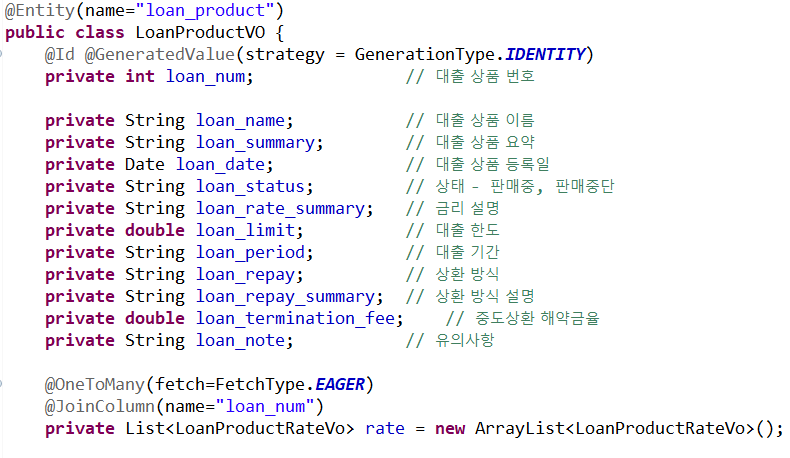 @Entity(name="loan_product")
public class LoanProductVO {
@Id @GeneratedValue(strategy = GenerationType.IDENTITY)
private int loan_num; // 대출 상품 번호
private String loan_name; // 대출 상품 이름
private String loan_summary; // 대출 상품 요약
private Date loan_date; // 대출 상품 등록일
private String loan_status; // 상태 - 판매중, 판매중단
private String loan_rate_summary; // 금리 설명
private double loan_limit; // 대출 한도
private String loan_period; // 대출 기간
private String loan_repay; // 상환 방식
private String loan_repay_summary; // 상환 방식 설명
private double loan_termination_fee; // 중도상환 해약금율
private String loan_note; // 유의사항
@OneToMany(fetch=FetchType.EAGER)
@JoinColumn(name="loan_num")
private List<LoanProductRateVo> rate = new ArrayList<LoanProductRateVo>();